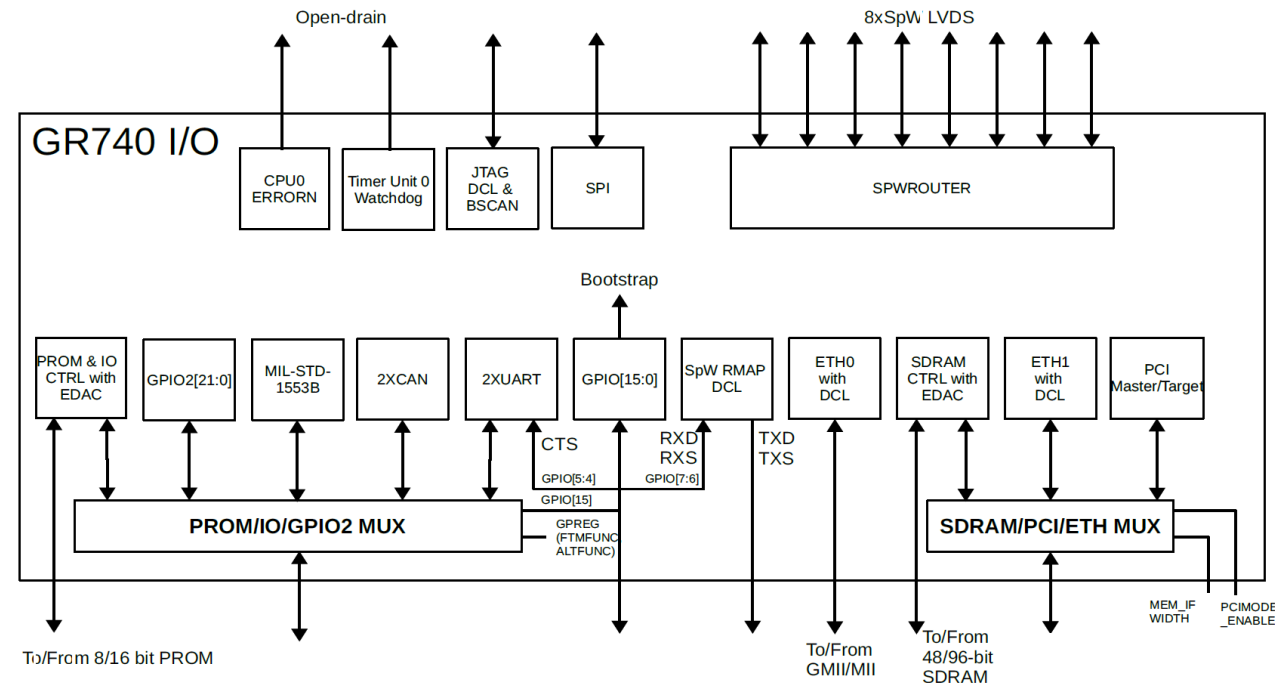 Open-drain
8xSpW LVDS
GR740 I/O
CPU0
ERRORN
Timer Unit 0
Watchdog
JTAG
DCL &
BSCAN
SPI
SPWROUTER
Bootstrap
PROM & IO
CTRL with
EDAC
GPIO2[21:0]
MIL-STD-
1553B
2XCAN
2XUART
GPIO[15:0]
SpW RMAP
DCL
ETH0
with
DCL
SDRAM
CTRL with
EDAC
ETH1
with
DCL
PCI
Master/Target
CTS
RXD
RXS
TXD
TXS
GPIO[5:4]
GPIO[7:6]
GPIO[15]
PROM/IO/GPIO2 MUX
GPREG
(FTMFUNC,
ALTFUNC)
SDRAM/PCI/ETH MUX
MEM_IF
WIDTH
PCIMODE
_ENABLE
To/From 8/16 bit PROM
To/From
GMII/MII
To/From
48/96-bit
SDRAM